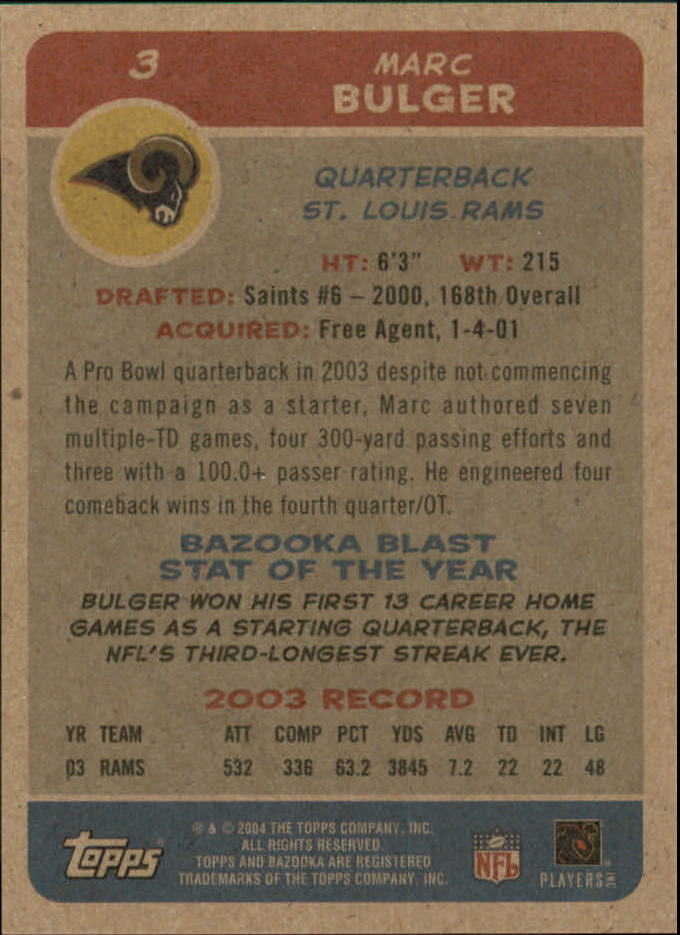 3
MARC
BULGER
QUARTERBACK
ST. LOUIS RAMS
HT: 6'3" WT: 215
DRAFTED: Saints #6 – 2000, 168th Overall
ACQUIRED: Free Agent, 1-4-01
A Pro Bowl quarterback in 2003 despite not commencing
the campaign as a starter, Marc authored seven
multiple-TD games, four 300-yard passing efforts and
three with a 100.0+ passer rating. He engineered four
comeback wins in the fourth quarter/OT.
BAZOOKA BLAST
STAT OF THE YEAR
BULGER WON HIS FIRST 13 CAREER HOME
GAMES AS A STARTING QUARTERBACK, THE
NFL'S THIRD-LONGEST STREAK EVER.
2003 RECORD
YR TEAM ATT COMP PCT YDS AVG TD INT LG
03 RAMS 532 336 63.2 3845 7.2 22 22 48
topps
® & © 2004 THE TOPPS COMPANY, INC.
ALL RIGHTS RESERVED.
TOPPS AND BAZOOKA ARE REGISTERED
TRADEMARKS OF THE TOPPS COMPANY, INC.
NFL
PLAYERS INC